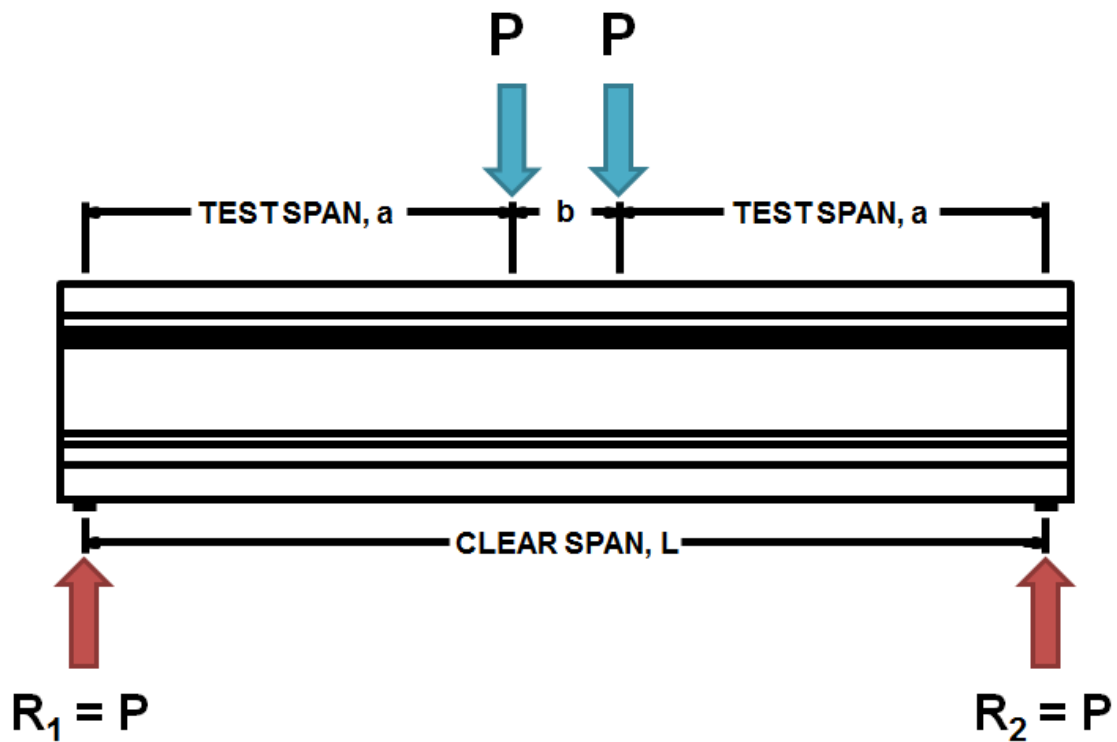 P P
TEST SPAN, a b TEST SPAN, a
CLEAR SPAN, L
R₁ = P R₂ = P